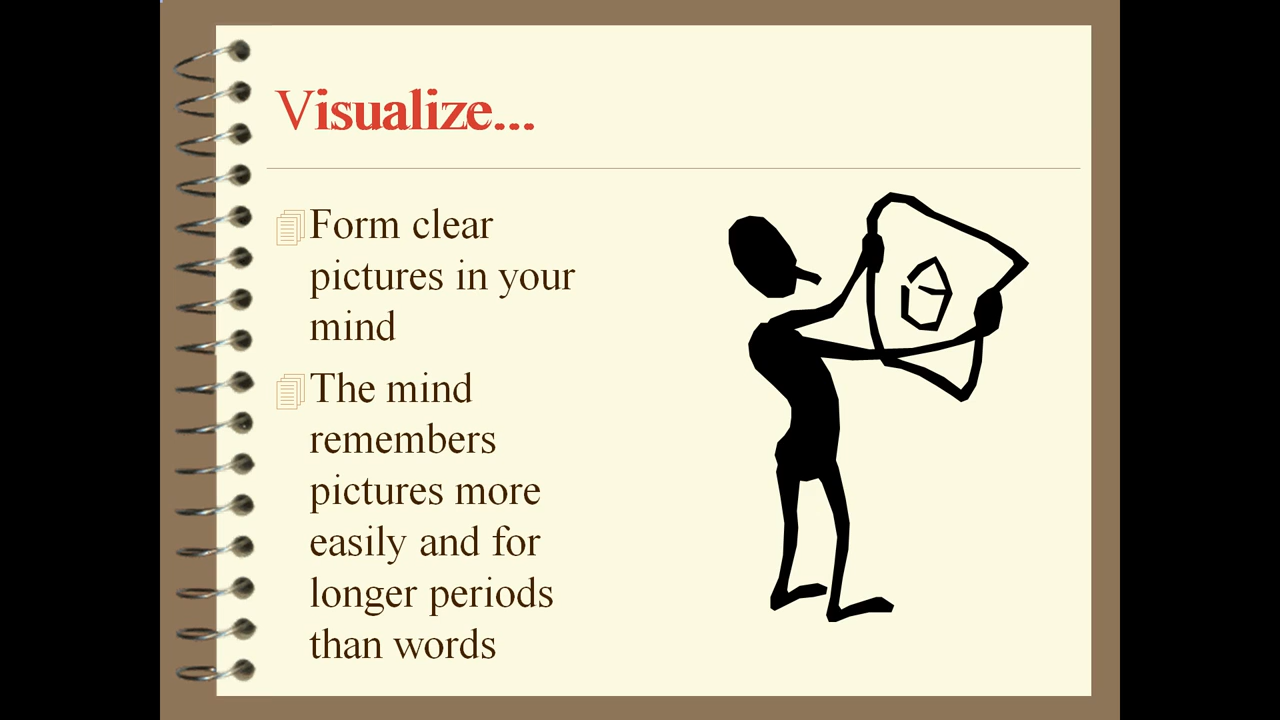 Visualize...
Form clear
pictures in your
mind
The mind
remembers
pictures more
easily and for
longer periods
than words